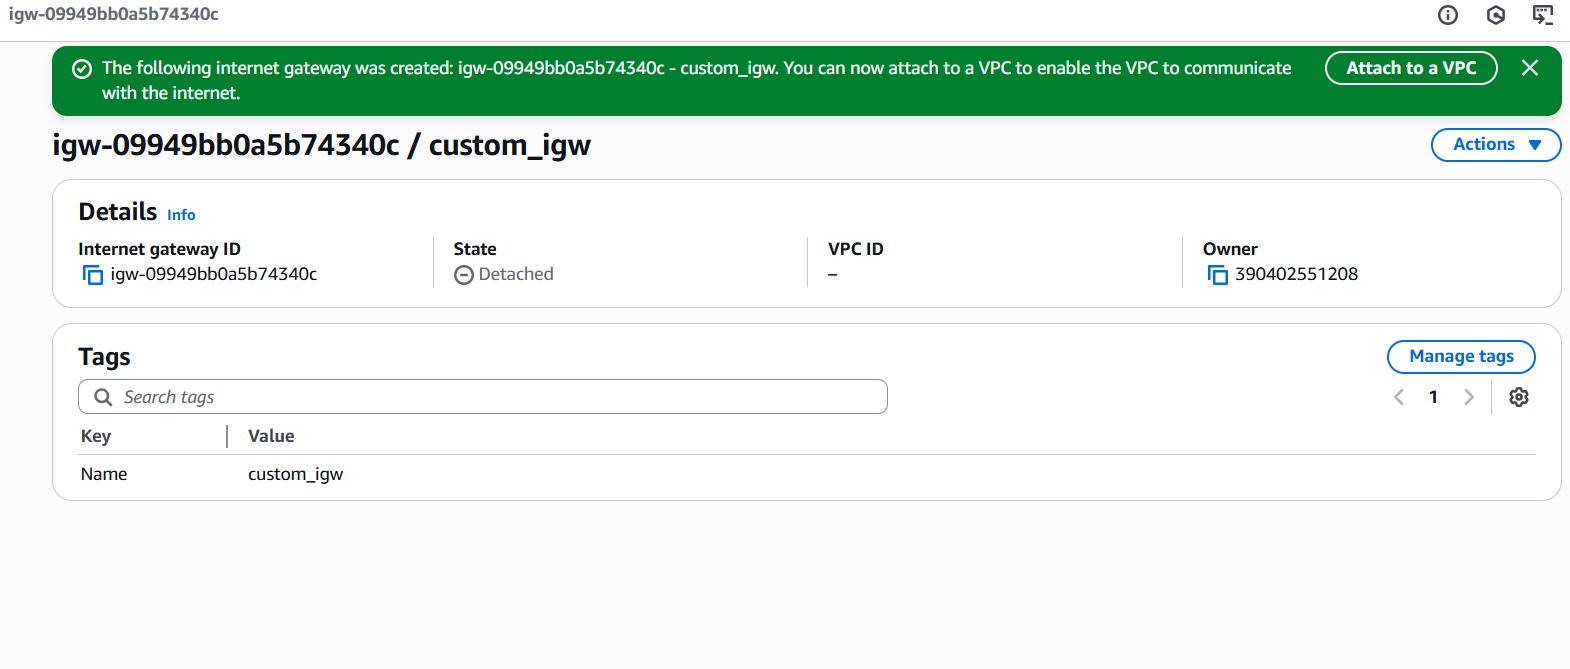 igw-09949bb0a5b74340c
The following internet gateway was created: igw-09949bb0a5b74340c - custom_igw. You can now attach to a VPC to enable the VPC to communicate
with the internet.
Attach to a VPC
igw-09949bb0a5b74340c / custom_igw
Actions
Details Info
Internet gateway ID
igw-09949bb0a5b74340c
State
Detached
VPC ID
–
Owner
390402551208
Tags
Manage tags
Search tags
1
Key Value
Name custom_igw